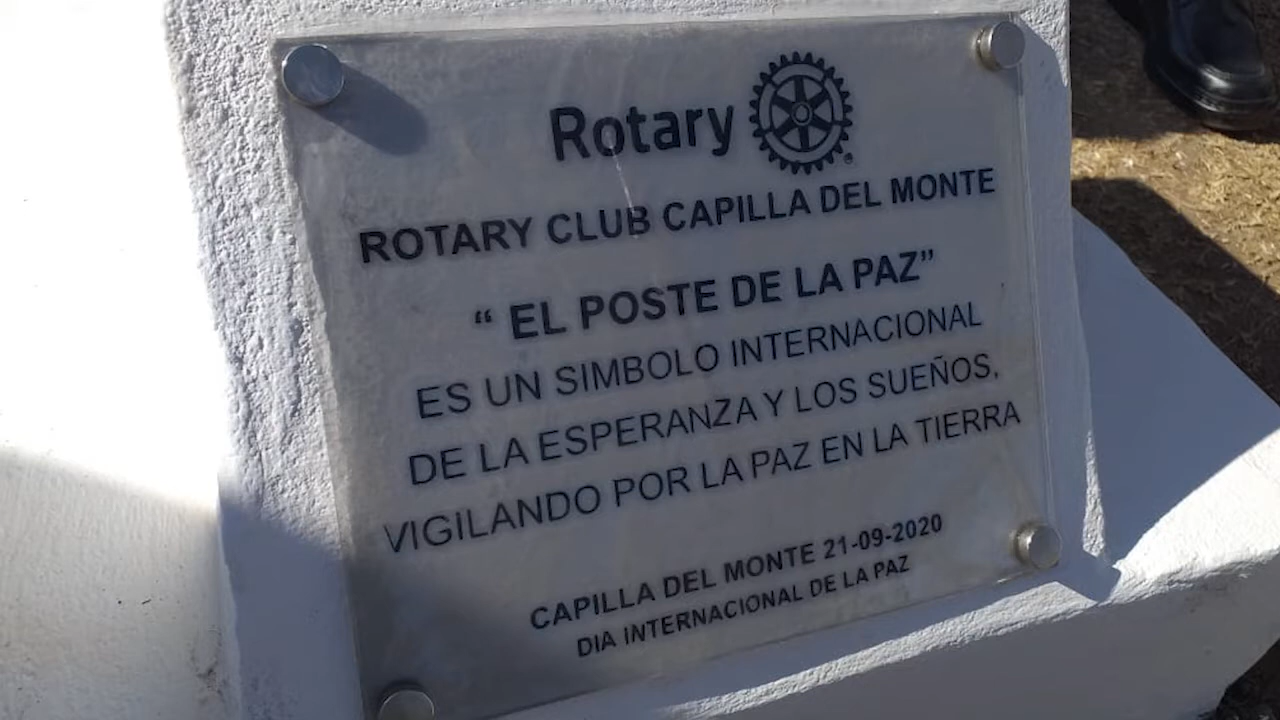 Rotary
ROTARY CLUB CAPILLA DEL MONTE
“ EL POSTE DE LA PAZ”
ES UN SIMBOLO INTERNACIONAL
DE LA ESPERANZA Y LOS SUEÑOS,
VIGILANDO POR LA PAZ EN LA TIERRA
CAPILLA DEL MONTE 21-09-2020
DIA INTERNACIONAL DE LA PAZ